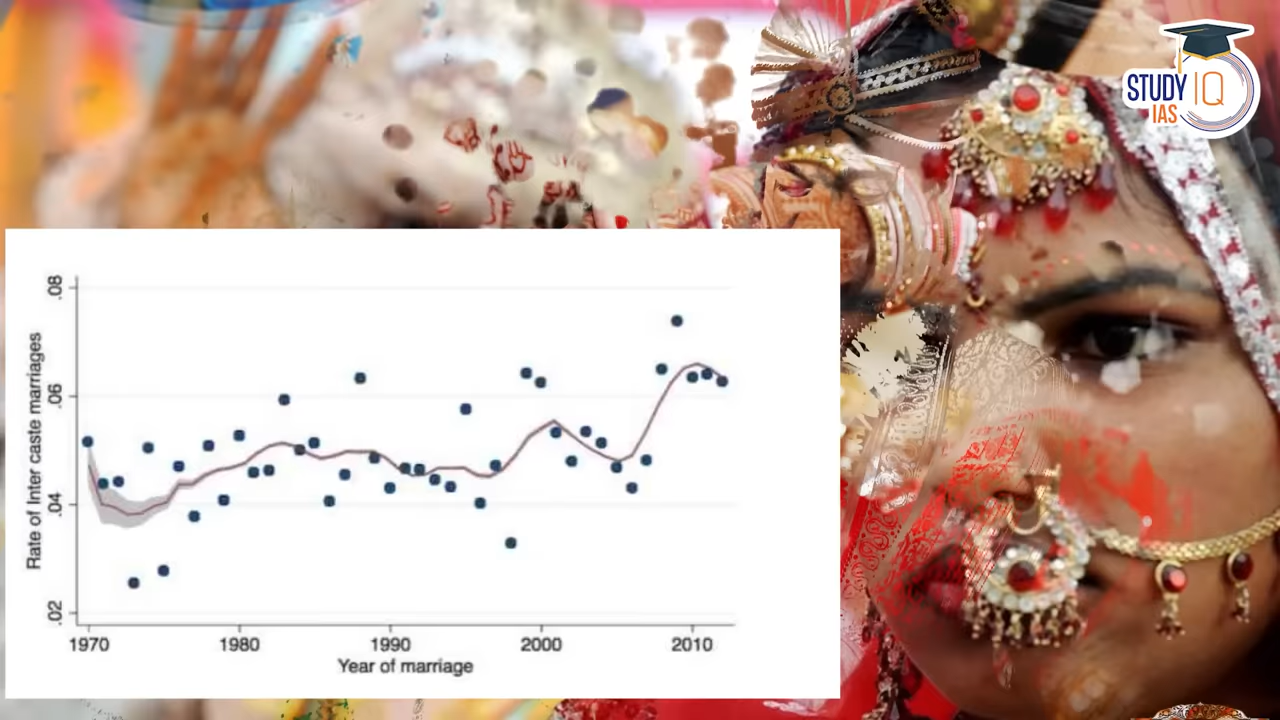 STUDY IQ
IAS
Rate of Inter caste marriages
.08
.06
.04
.02
1970 1980 1990 2000 2010
Year of marriage